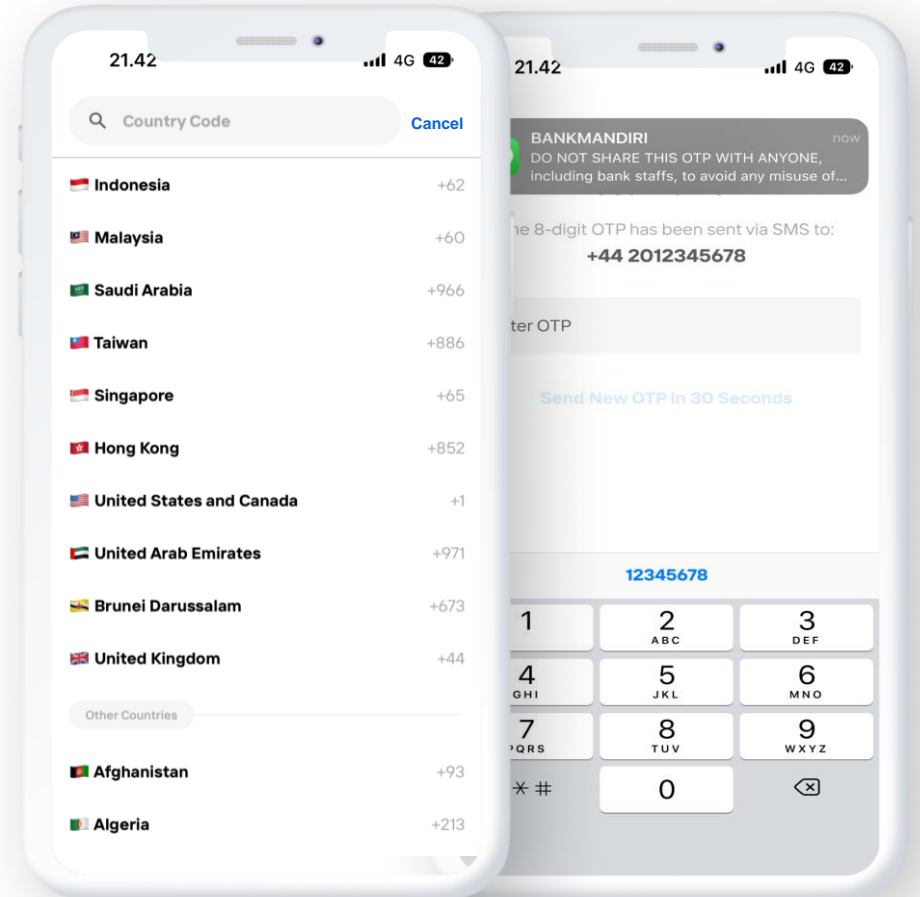 21.42
4G 42
Country Code
Cancel
Indonesia +62
Malaysia +60
Saudi Arabia +966
Taiwan +886
Singapore +65
Hong Kong +852
United States and Canada +1
United Arab Emirates +971
Brunei Darussalam +673
United Kingdom +44
Other Countries
Afghanistan +93
Algeria +213
21.42
4G 42
BANKMANDIRI now
DO NOT SHARE THIS OTP WITH ANYONE,
including bank staffs, to avoid any misuse of...
8-digit OTP has been sent via SMS to:
+44 2012345678
OTP
Send New OTP in 30 Seconds
12345678
1 2 3
ABC DEF
4 5 6
GHI JKL MNO
7 8 9
PQRS TUV WXYZ
*# 0